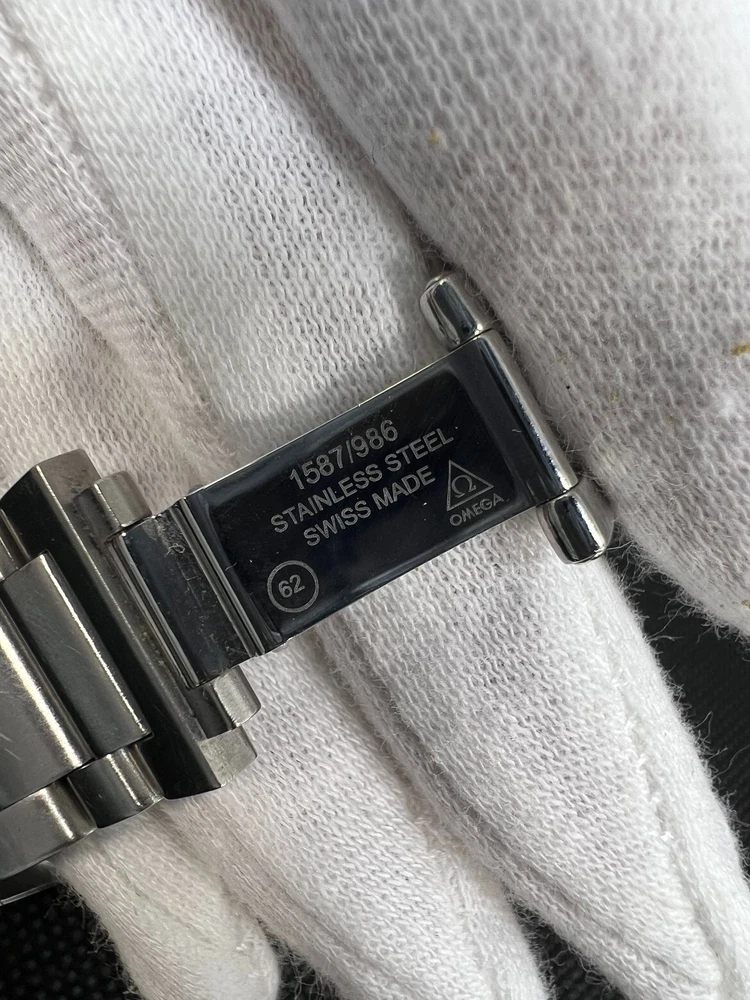 1587/986
STAINLESS STEEL
SWISS MADE
Ω
OMEGA
62